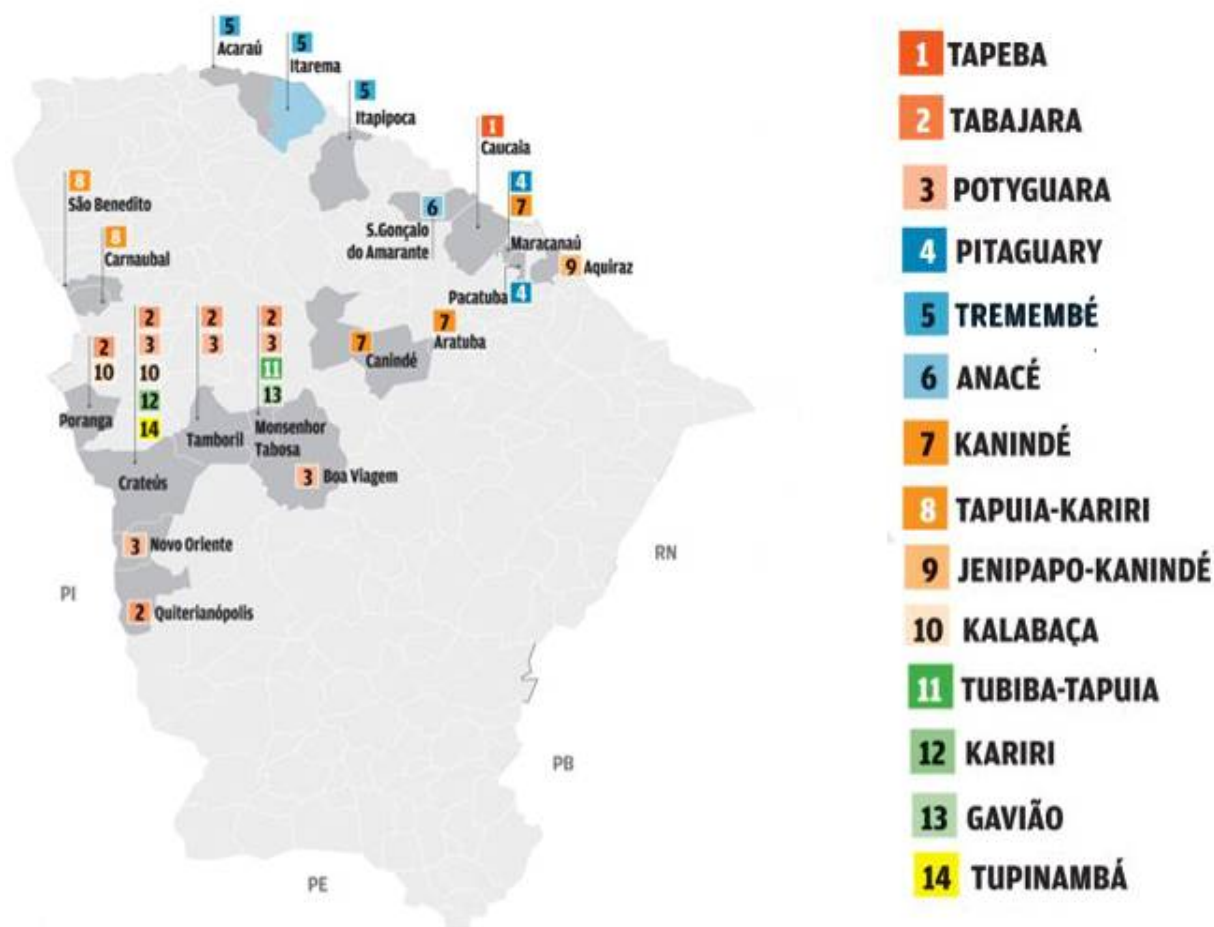 5
Acaraú
5
Itarema
5
Itapipoca
1
Caucaia
8
São Benedito
8
Carnaubal
6
S.Gonçalo
do Amarante
4
7
Maracanaú
9 Aquiraz
Pacatuba 4
7
Aratuba
7
Canindé
2
10
Poranga
2
3
10
12
14
Crateús
2
3
Tamboril
2
3
11
13
Monsenhor
Tabosa
3 Boa Viagem
3 Novo Oriente
2 Quiterianópolis
PI
RN
PB
PE
1 TAPEBA
2 TABAJARA
3 POTYGUARA
4 PITAGUARY
5 TREMEMBÉ
6 ANACÉ
7 KANINDÉ
8 TAPUIA-KARIRI
9 JENIPAPO-KANINDÉ
10 KALABAÇA
11 TUBIBA-TAPUIA
12 KARIRI
13 GAVIÃO
14 TUPINAMBÁ